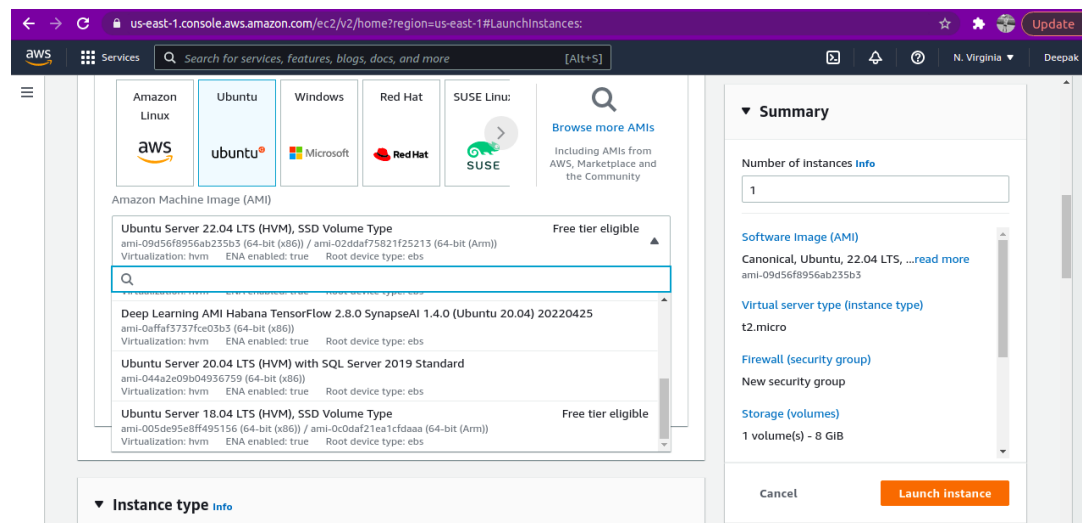 us-east-1.console.aws.amazon.com/ec2/v2/home?region=us-east-1#LaunchInstances:
Update
aws
Services
Search for services, features, blogs, docs, and more
[Alt+S]
N. Virginia
Deepak
Amazon Linux
aws
Ubuntu
ubuntu
Windows
Microsoft
Red Hat
Red Hat
SUSE Linu
SUSE
Browse more AMIs
Including AMIs from
AWS, Marketplace and
the Community
Amazon Machine Image (AMI)
Ubuntu Server 22.04 LTS (HVM), SSD Volume Type Free tier eligible
ami-09d56f8956ab235b3 (64-bit (x86)) / ami-02ddaf75821f25213 (64-bit (Arm))
Virtualization: hvm ENA enabled: true Root device type: ebs
Virtualization: hvm ENA enabled: true Root device type: ebs
Deep Learning AMI Habana TensorFlow 2.8.0 SynapseAI 1.4.0 (Ubuntu 20.04) 20220425
ami-0affaf3737fce03b3 (64-bit (x86))
Virtualization: hvm ENA enabled: true Root device type: ebs
Ubuntu Server 20.04 LTS (HVM) with SQL Server 2019 Standard
ami-044a2e09b04936759 (64-bit (x86))
Virtualization: hvm ENA enabled: true Root device type: ebs
Ubuntu Server 18.04 LTS (HVM), SSD Volume Type Free tier eligible
ami-005de95e8ff495156 (64-bit (x86)) / ami-0c0daf21ea1cfdaaa (64-bit (Arm))
Virtualization: hvm ENA enabled: true Root device type: ebs
Instance type Info
Summary
Number of instances Info
1
Software Image (AMI)
Canonical, Ubuntu, 22.04 LTS, ...read more
ami-09d56f8956ab235b3
Virtual server type (instance type)
t2.micro
Firewall (security group)
New security group
Storage (volumes)
1 volume(s) - 8 GiB
Cancel
Launch instance